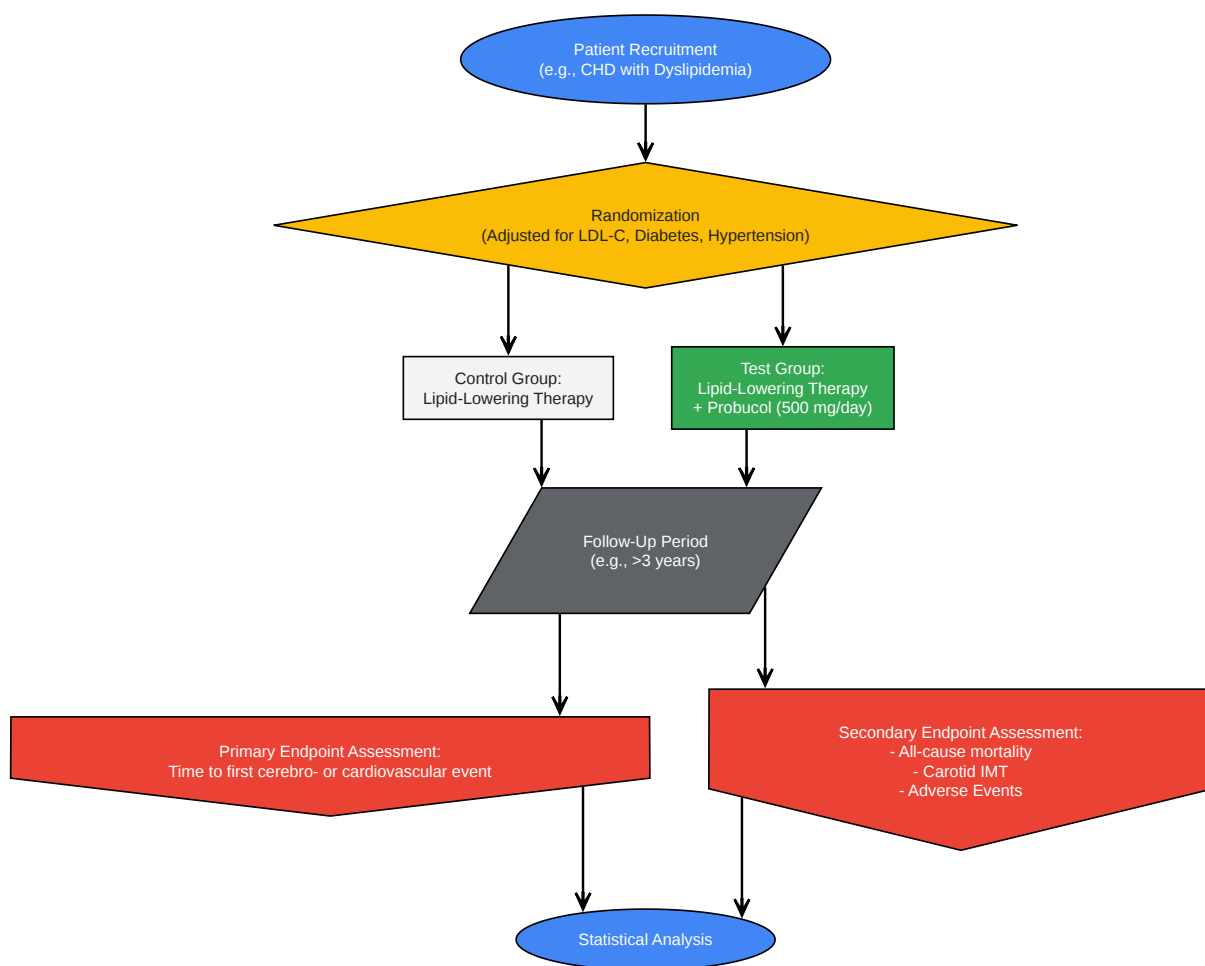 Patient Recruitment
(e.g., CHD with Dyslipidemia)
Randomization
(Adjusted for LDL-C, Diabetes, Hypertension)
Control Group:
Lipid-Lowering Therapy
Test Group:
Lipid-Lowering Therapy
+ Probucol (500 mg/day)
Follow-Up Period
(e.g., >3 years)
Primary Endpoint Assessment:
Time to first cerebro- or cardiovascular event
Secondary Endpoint Assessment:
- All-cause mortality
- Carotid IMT
- Adverse Events
Statistical Analysis